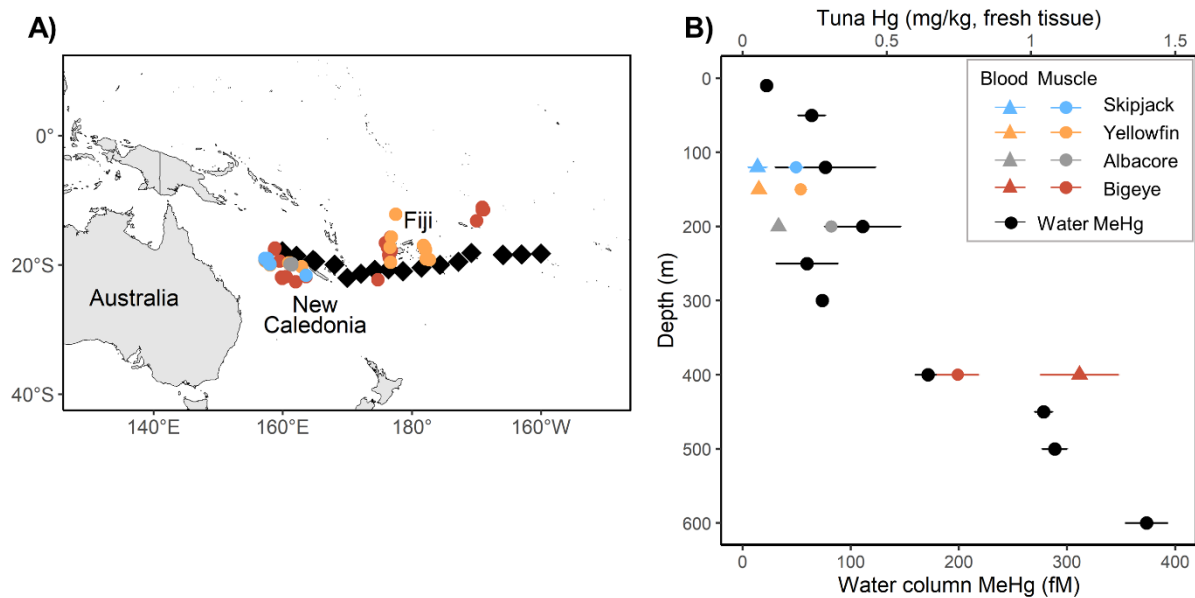 A)
0°
20°S
40°S
140°E
160°E
180°
160°W
Australia
New
Caledonia
Fiji
B)
Tuna Hg (mg/kg, fresh tissue)
0
0.5
1
1.5
Depth (m)
0
100
200
300
400
500
600
Blood Muscle
Skipjack
Yellowfin
Albacore
Bigeye
Water MeHg
0
100
200
300
400
Water column MeHg (fM)